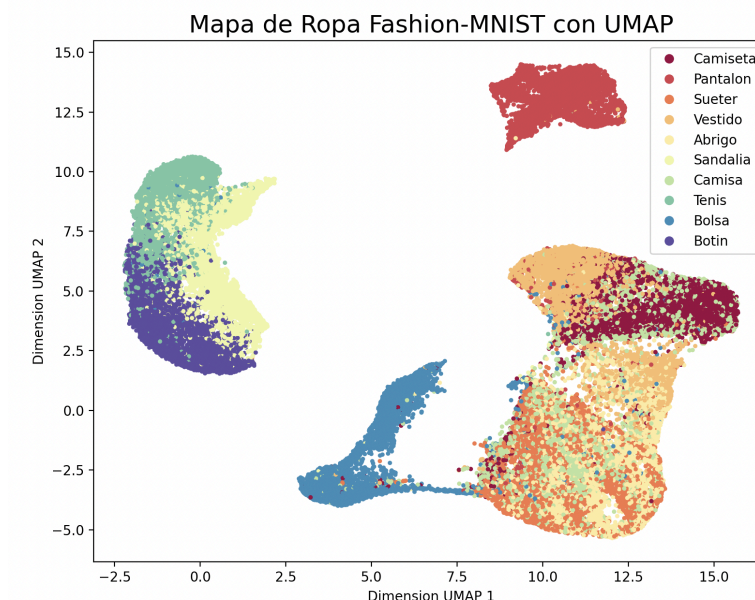 Mapa de Ropa Fashion-MNIST con UMAP
15.0
12.5
10.0
7.5
5.0
2.5
0.0
−2.5
−5.0
Dimension UMAP 2
Camiseta
Pantalon
Sueter
Vestido
Abrigo
Sandalia
Camisa
Tenis
Bolsa
Botin
−2.5 0.0 2.5 5.0 7.5 10.0 12.5 15.0
Dimension UMAP 1